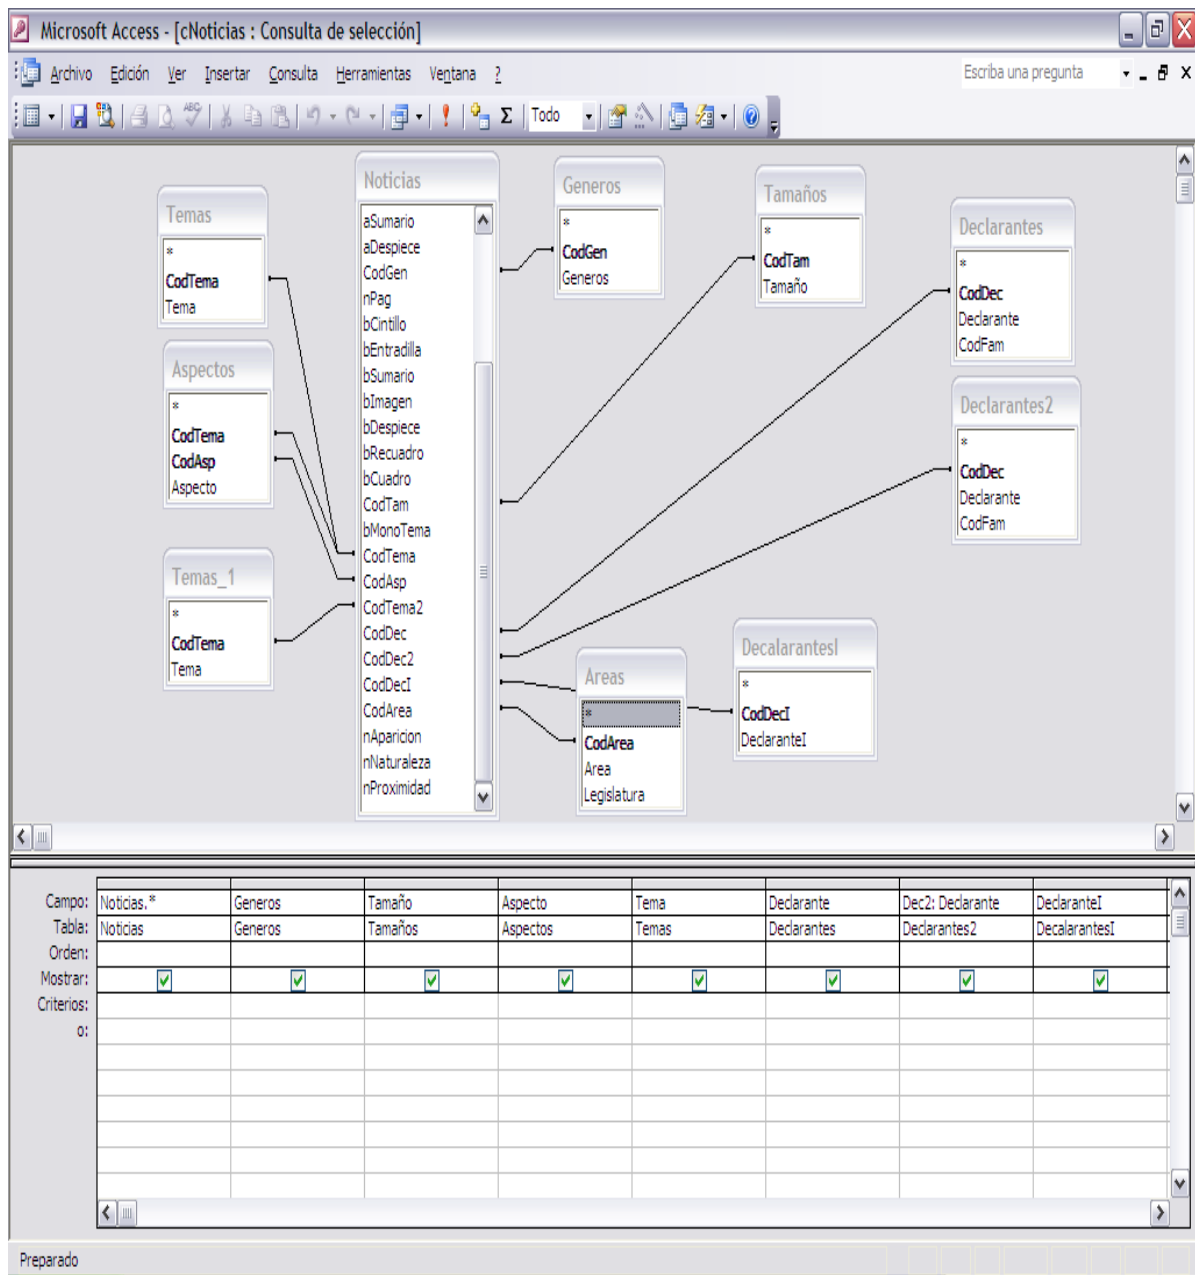 Microsoft Access - [cNoticias : Consulta de selección]
Archivo Edición Ver Insertar Consulta Herramientas Ventana ? Escriba una pregunta
ABC Σ Todo
Temas
*
CodTema
Tema
Aspectos
*
CodTema
CodAsp
Aspecto
Temas_1
*
CodTema
Tema
Noticias
aSumario
aDespiece
CodGen
nPag
bCintillo
bEntradilla
bSumario
bImagen
bDespiece
bRecuadro
bCuadro
CodTam
bMonoTema
CodTema
CodAsp
CodTema2
CodDec
CodDec2
CodDecI
CodArea
nAparicion
nNaturaleza
nProximidad
Generos
*
CodGen
Generos
Tamaños
*
CodTam
Tamaño
Declarantes
*
CodDec
Declarante
CodFam
Declarantes2
*
CodDec
Declarante
CodFam
Areas
*
CodArea
Area
Legislatura
DecalarantesI
*
CodDecI
DeclaranteI
Campo: Noticias.* Generos Tamaño Aspecto Tema Declarante Dec2: Declarante DeclaranteI
Tabla: Noticias Generos Tamaños Aspectos Temas Declarantes Declarantes2 DecalarantesI
Orden:
Mostrar:
Criterios:
o:
Preparado